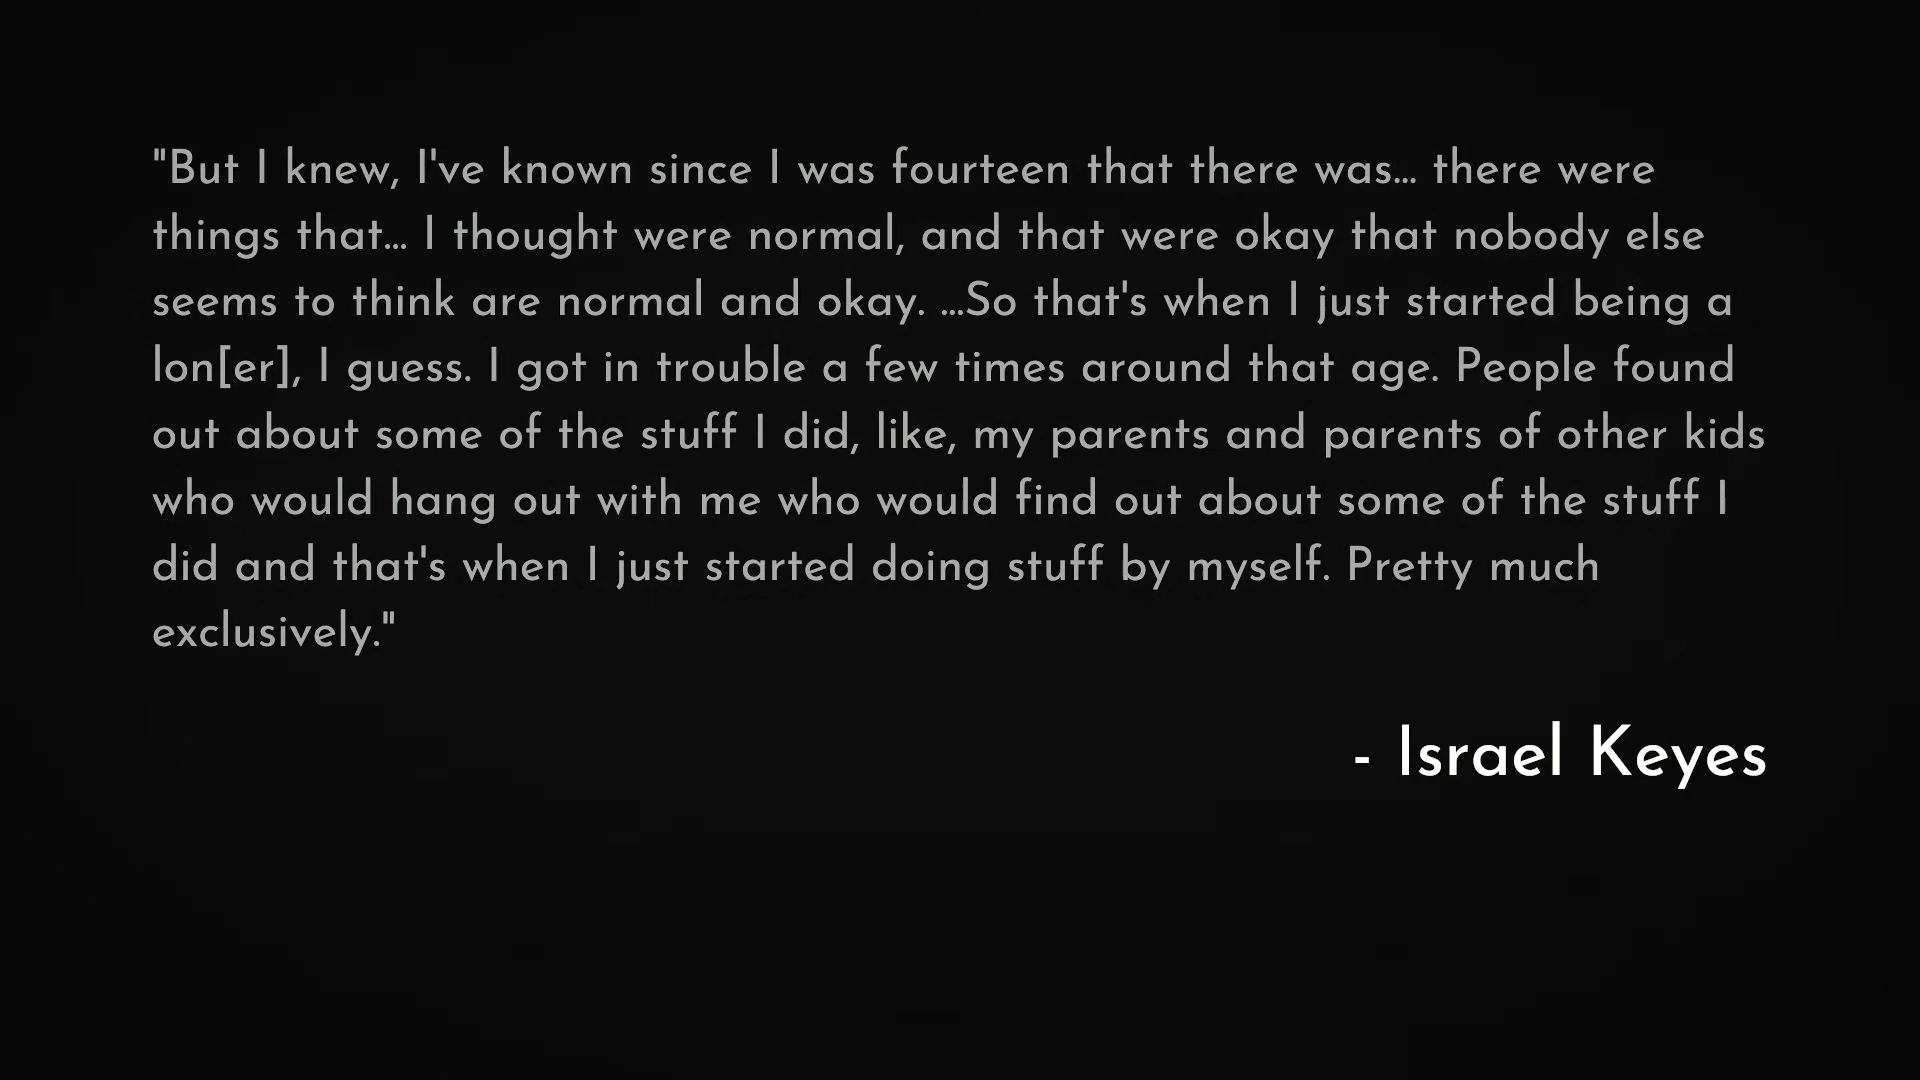 "But I knew, I've known since I was fourteen that there was... there were
things that... I thought were normal, and that were okay that nobody else
seems to think are normal and okay. ...So that's when I just started being a
lon[er], I guess. I got in trouble a few times around that age. People found
out about some of the stuff I did, like, my parents and parents of other kids
who would hang out with me who would find out about some of the stuff I
did and that's when I just started doing stuff by myself. Pretty much
exclusively."
- Israel Keyes